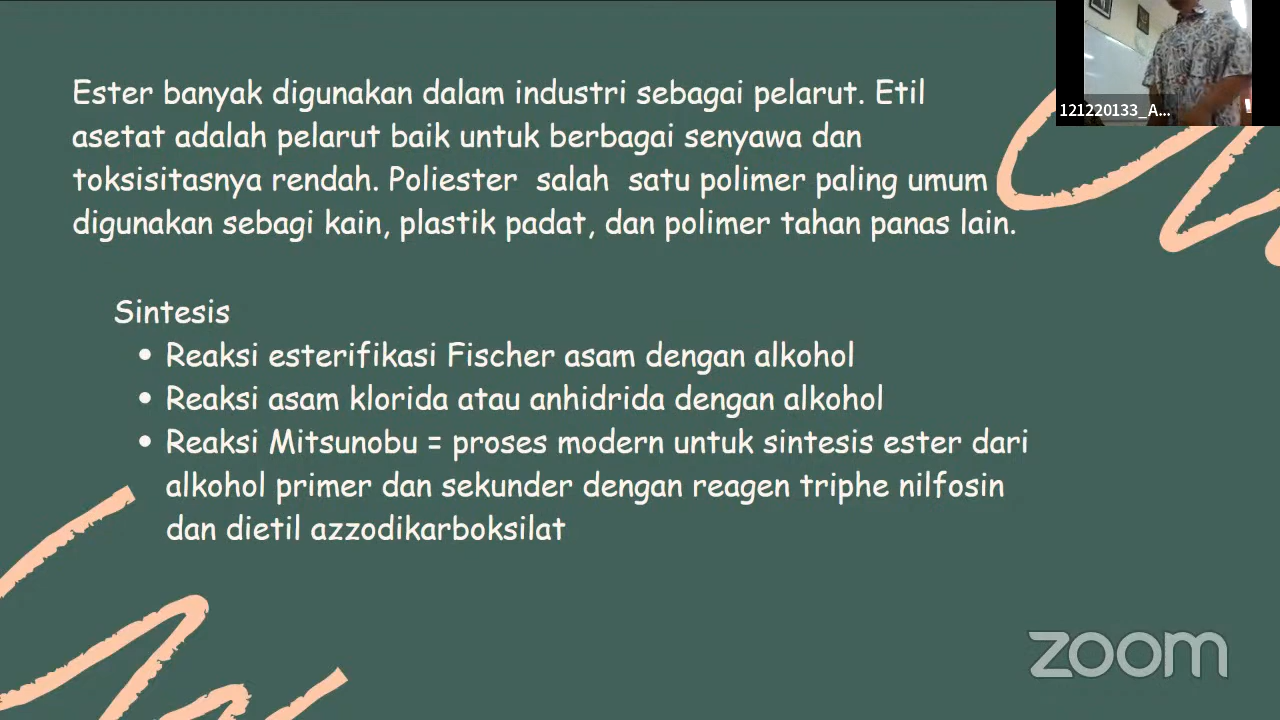 Ester banyak digunakan dalam industri sebagai pelarut. Etil
asetat adalah pelarut baik untuk berbagai senyawa dan
toksisitasnya rendah. Poliester salah satu polimer paling umum
digunakan sebagi kain, plastik padat, dan polimer tahan panas lain.
Sintesis
• Reaksi esterifikasi Fischer asam dengan alkohol
• Reaksi asam klorida atau anhidrida dengan alkohol
• Reaksi Mitsunobu = proses modern untuk sintesis ester dari
alkohol primer dan sekunder dengan reagen triphe nilfosin
dan dietil azzodikarboksilat
121220133_A...
zoom